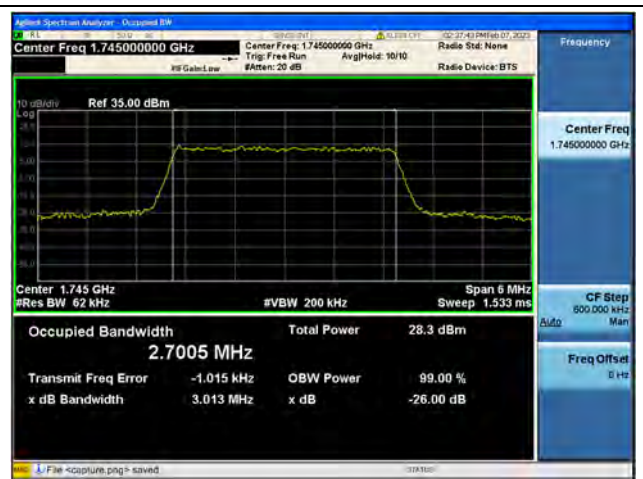 Agilent Spectrum Analyzer - Occupied BW
RL
Center Freq 1.745000000 GHz
Center Freq: 1.745000000 GHz
02:37:43 PM Feb 07, 2023
Radio Std: None
Trig: Free Run
Avg|Hold: 10/10
#IFGain:Low
#Atten: 20 dB
Radio Device: BTS
Frequency
10 dB/div
Ref 35.00 dBm
Log
Center Freq
1.745000000 GHz
Center 1.745 GHz
Span 6 MHz
#Res BW 62 kHz
#VBW 200 kHz
Sweep 1.533 ms
CF Step
600.000 kHz
Auto
Man
Occupied Bandwidth
Total Power
28.3 dBm
2.7005 MHz
Freq Offset
0 Hz
Transmit Freq Error
-1.015 kHz
OBW Power
99.00 %
x dB Bandwidth
3.013 MHz
x dB
-26.00 dB
MSG
File <capture.png> saved
STATUS